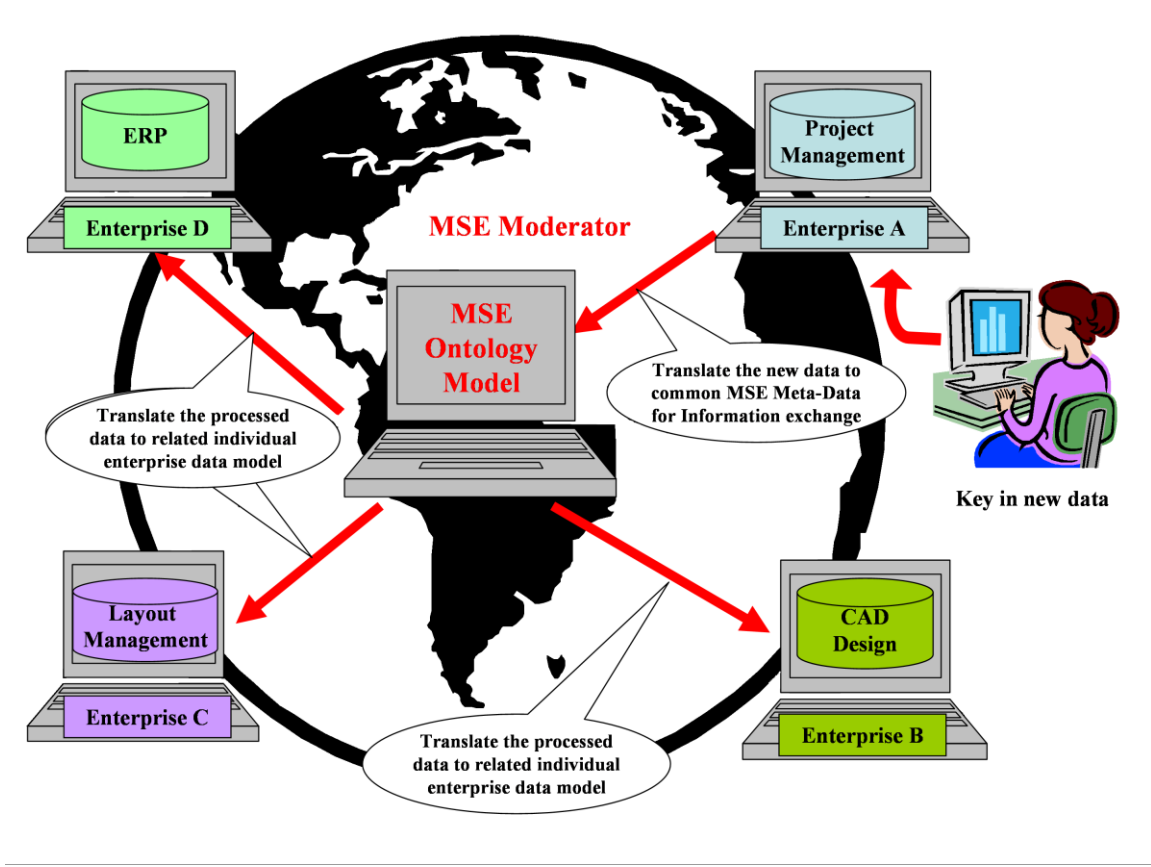 ERP
Enterprise D
Project
Management
Enterprise A
MSE Moderator
MSE
Ontology
Model
Translate the new data to
common MSE Meta-Data
for Information exchange
Key in new data
Translate the processed
data to related individual
enterprise data model
Layout
Management
Enterprise C
CAD
Design
Enterprise B
Translate the processed
data to related individual
enterprise data model